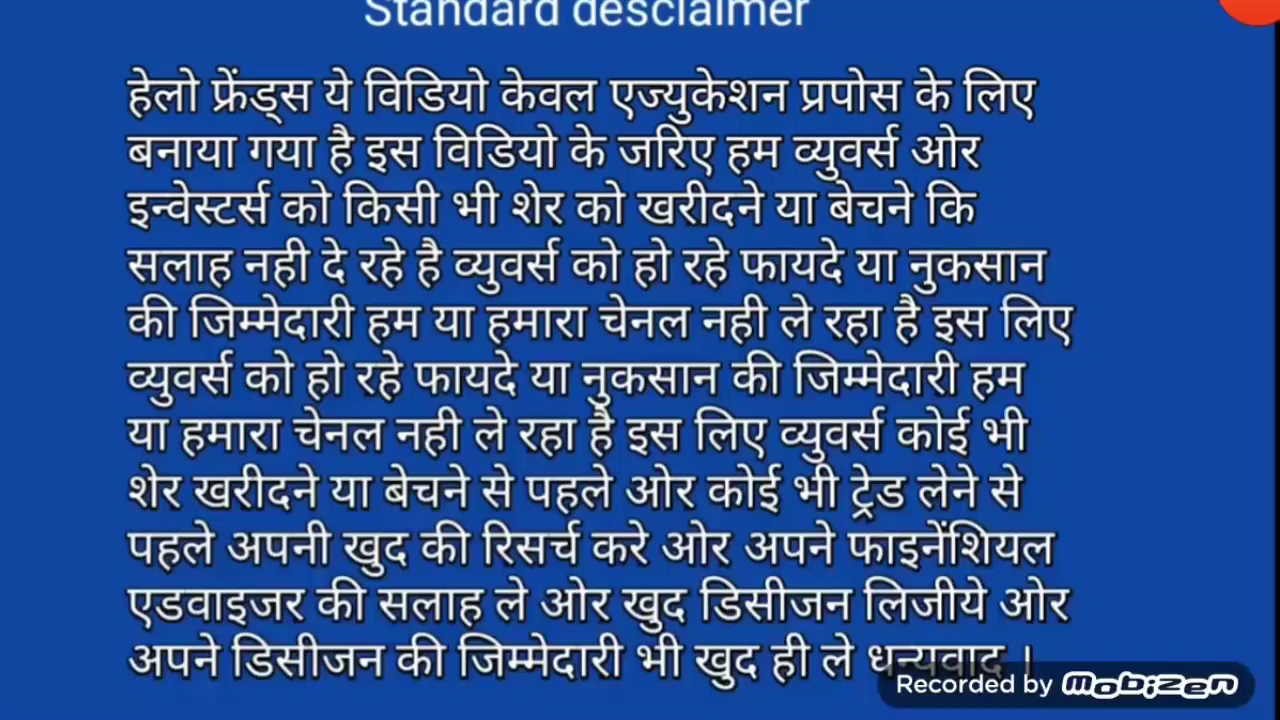 Standard desclaimer
हेलो फ्रेंड्स ये विडियो केवल एज्युकेशन प्रपोस के लिए
बनाया गया है इस विडियो के जरिए हम व्युवर्स ओर
इन्वेस्टर्स को किसी भी शेर को खरीदने या बेचने कि
सलाह नही दे रहे है व्युवर्स को हो रहे फायदे या नुकसान
की जिम्मेदारी हम या हमारा चेनल नही ले रहा है इस लिए
व्युवर्स को हो रहे फायदे या नुकसान की जिम्मेदारी हम
या हमारा चेनल नही ले रहा है इस लिए व्युवर्स कोई भी
शेर खरीदने या बेचने से पहले ओर कोई भी ट्रेड लेने से
पहले अपनी खुद की रिसर्च करे ओर अपने फाइनेंशियल
एडवाइजर की सलाह ले ओर खुद डिसीजन लिजीये ओर
अपने डिसीजन की जिम्मेदारी भी खुद ही ले धन्यवाद ।
Recorded by Mobizen